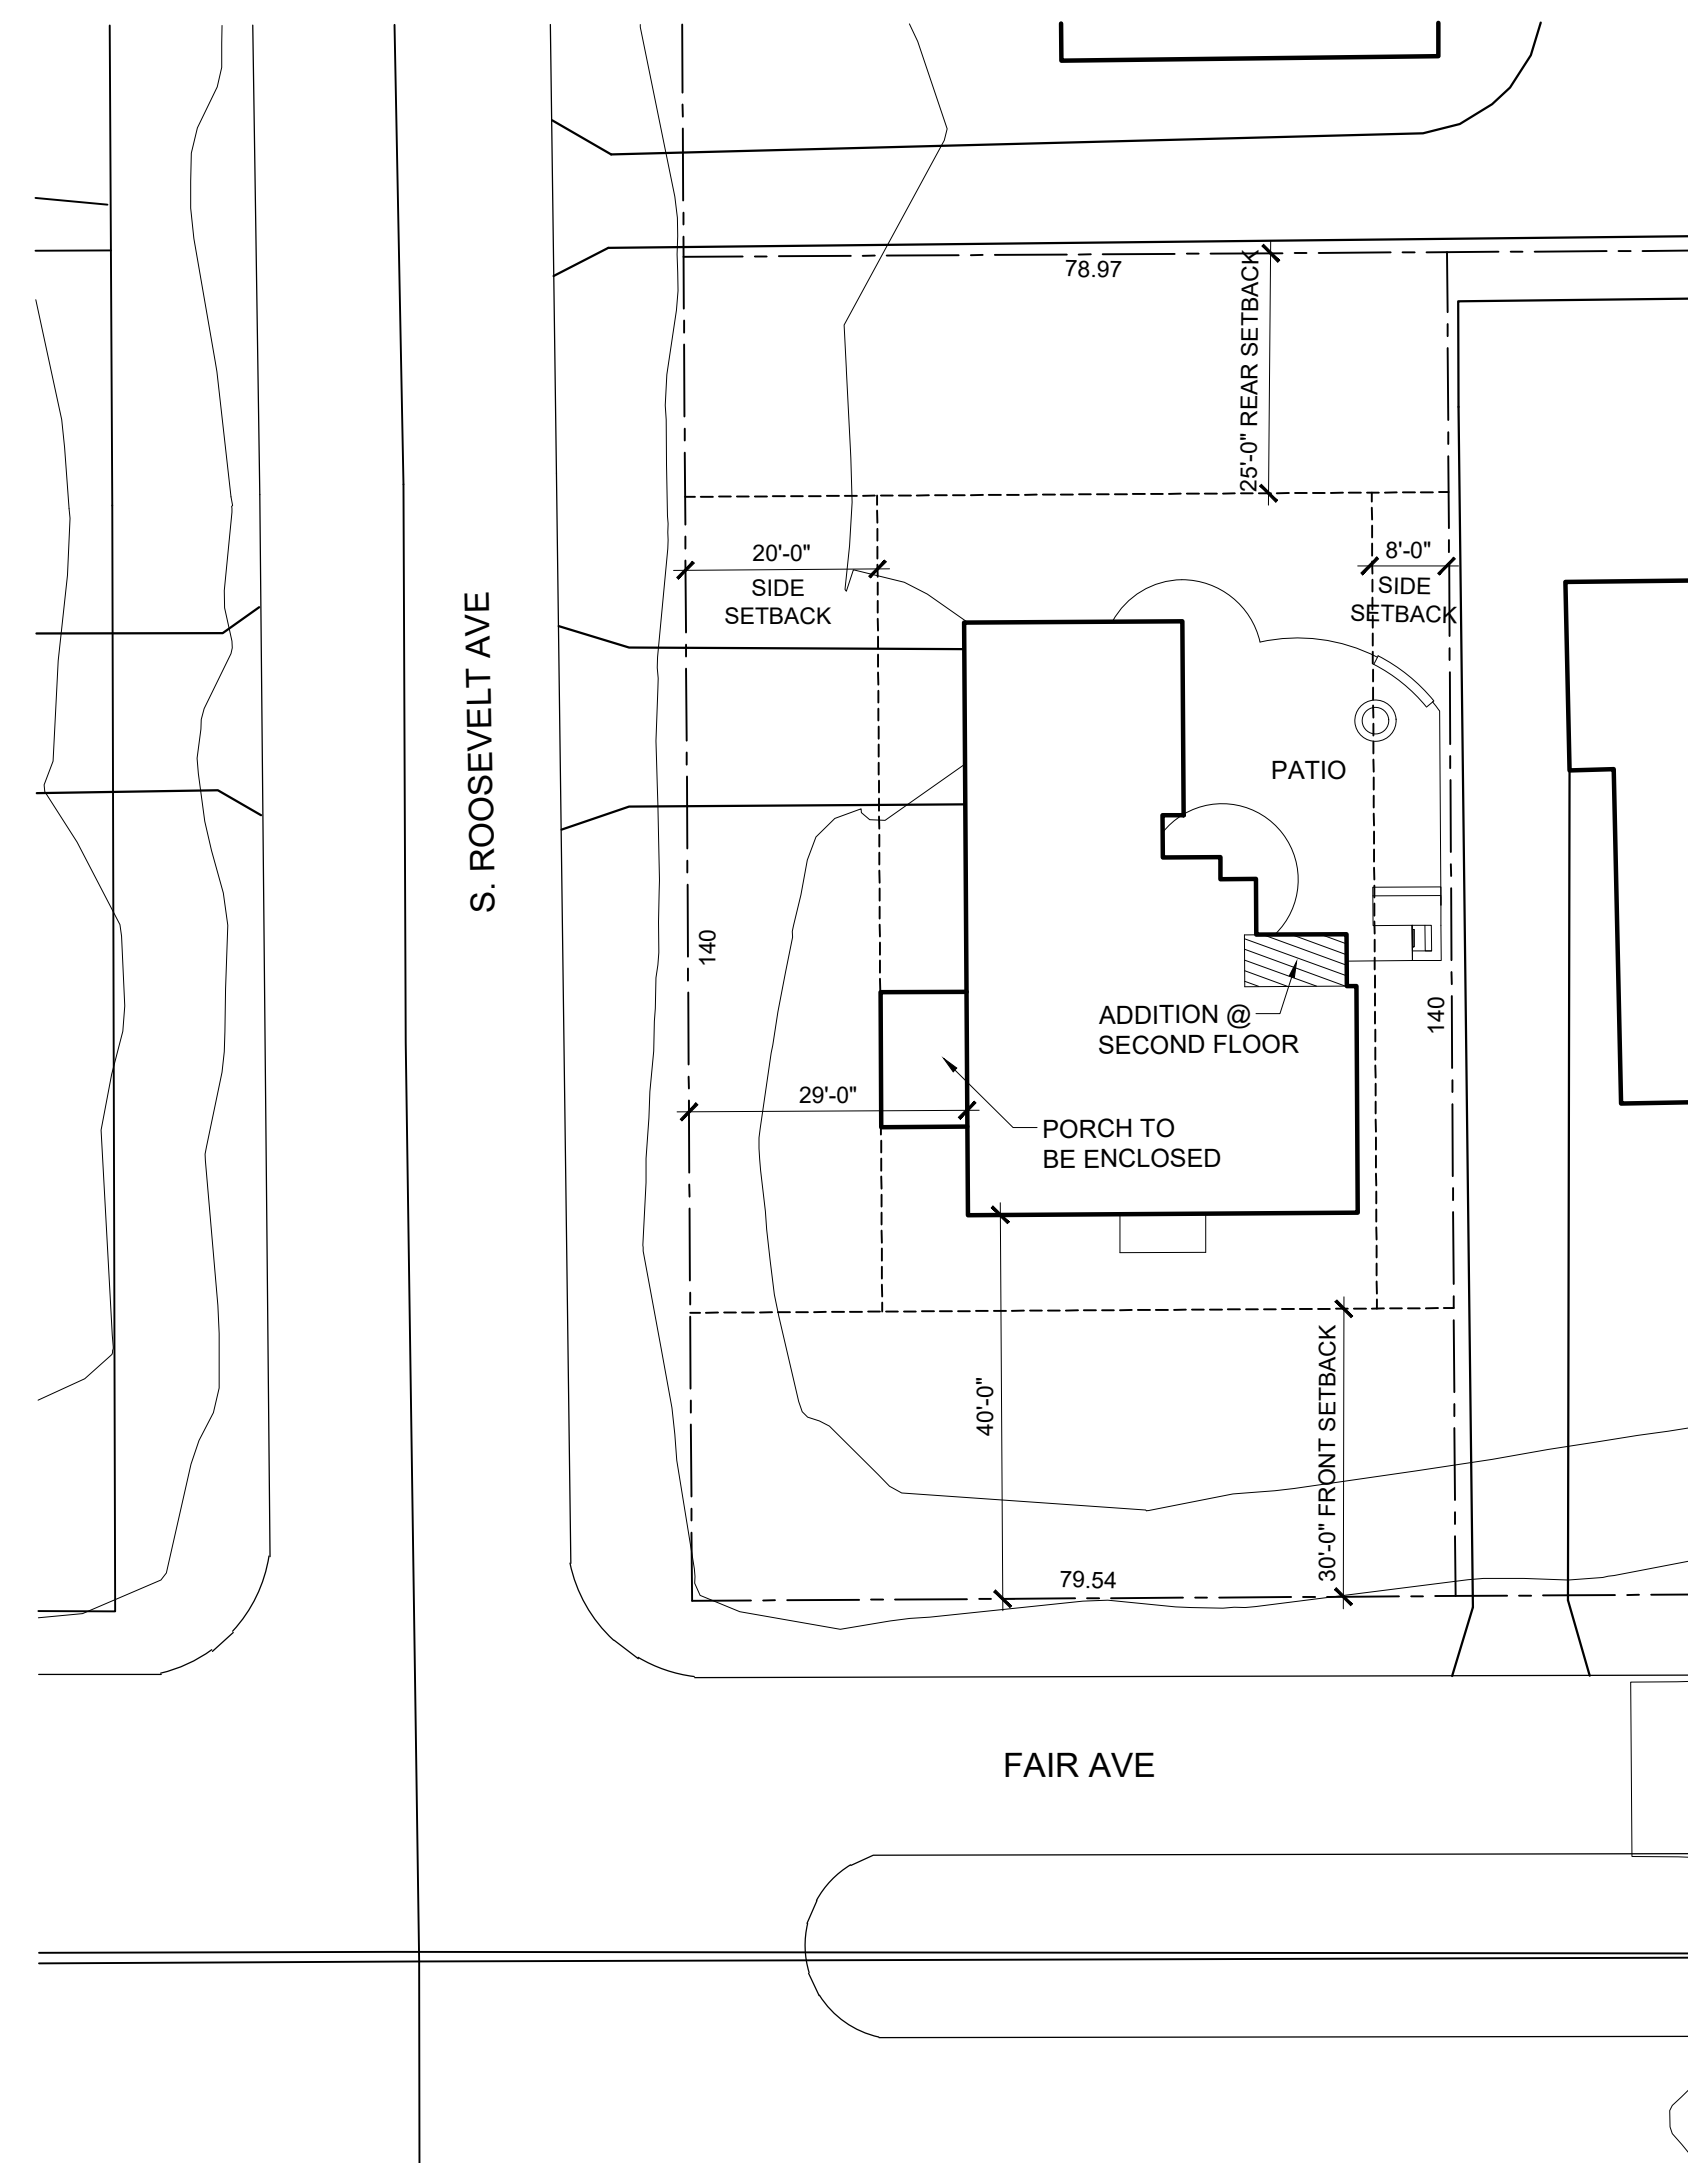 78.97
25'-0" REAR SETBACK
20'-0"
SIDE
SETBACK
8'-0"
SIDE
SETBACK
S. ROOSEVELT AVE
PATIO
140
ADDITION @
SECOND FLOOR
140
29'-0"
PORCH TO
BE ENCLOSED
40'-0"
30'-0" FRONT SETBACK
79.54
FAIR AVE